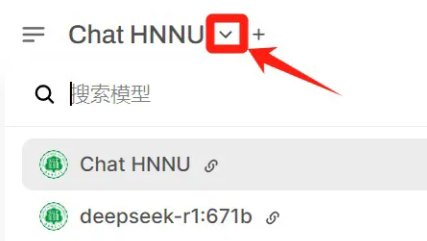 Chat HNNU
搜索模型
Chat HNNU
deepseek-r1:671b